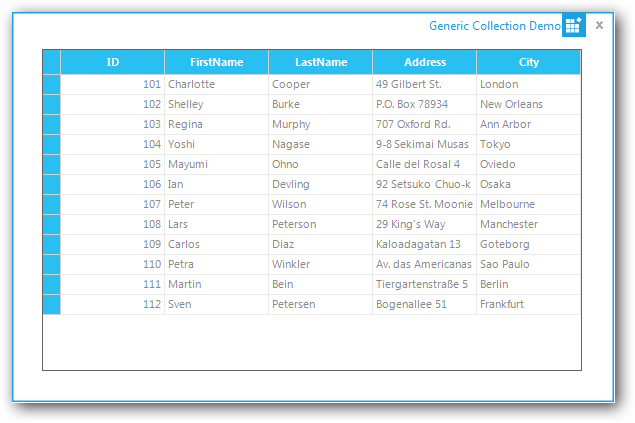 Generic Collection Demo
ID FirstName LastName Address City
101 Charlotte Cooper 49 Gilbert St. London
102 Shelley Burke P.O. Box 78934 New Orleans
103 Regina Murphy 707 Oxford Rd. Ann Arbor
104 Yoshi Nagase 9-8 Sekimai Musas Tokyo
105 Mayumi Ohno Calle del Rosal 4 Oviedo
106 Ian Devling 92 Setsuko Chuo-k Osaka
107 Peter Wilson 74 Rose St. Moonie Melbourne
108 Lars Peterson 29 King's Way Manchester
109 Carlos Diaz Kaloadagatan 13 Goteborg
110 Petra Winkler Av. das Americanas Sao Paulo
111 Martin Bein Tiergartenstraße 5 Berlin
112 Sven Petersen Bogenallee 51 Frankfurt